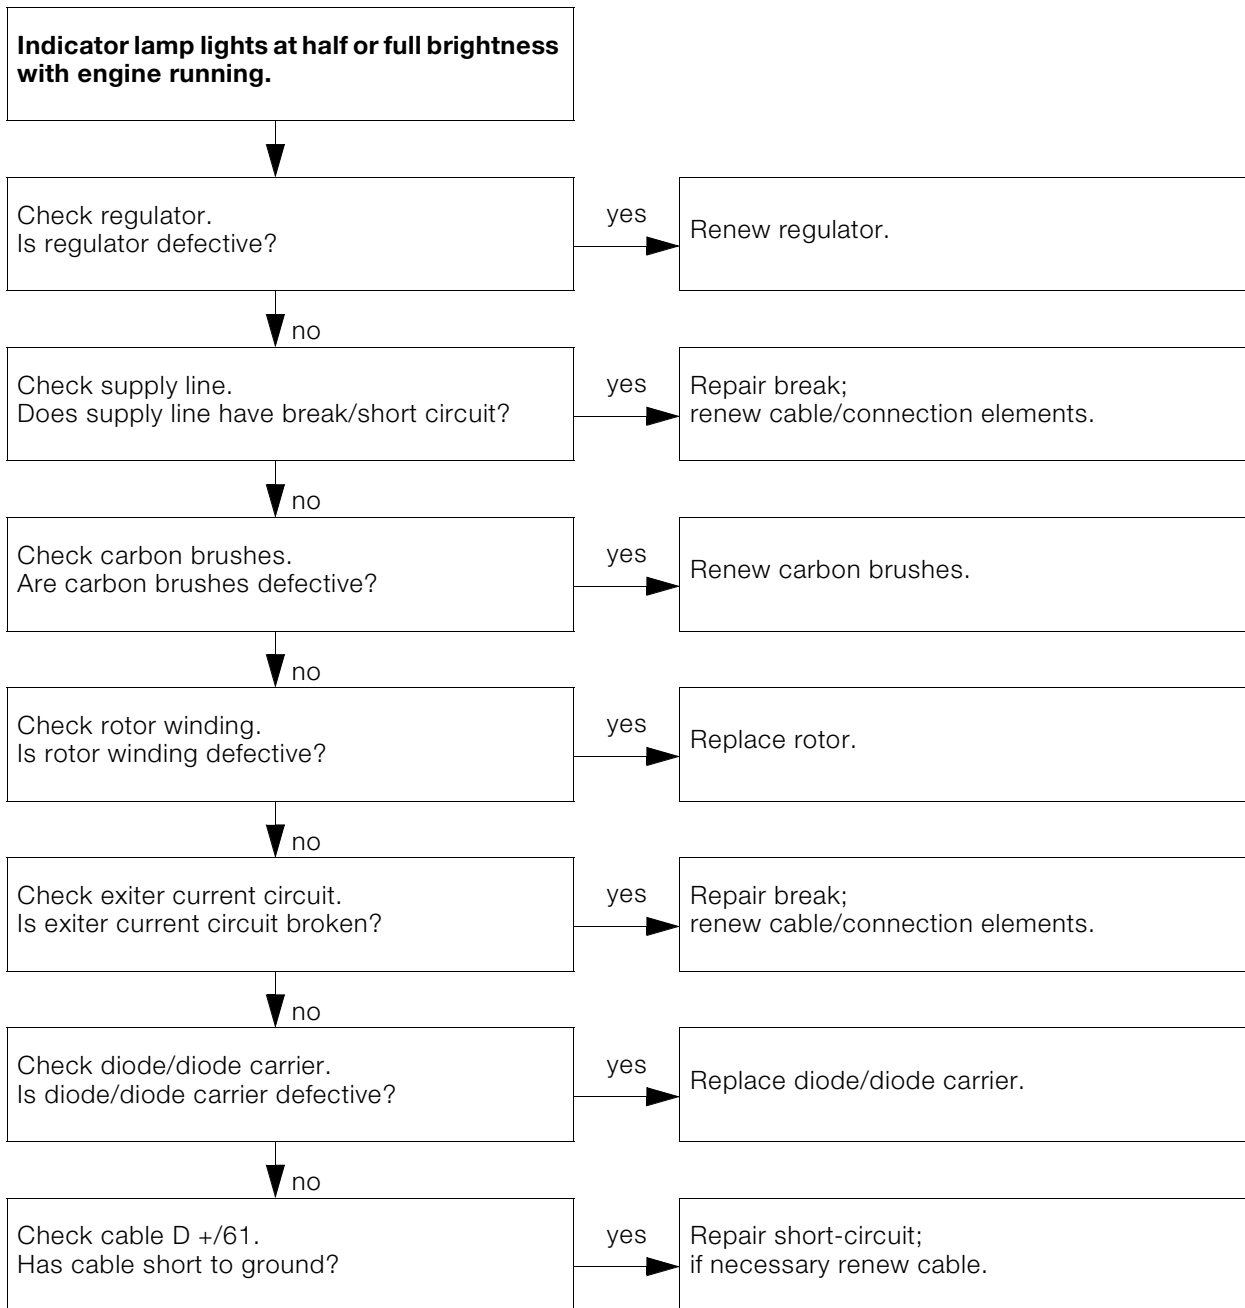 Indicator lamp lights at half or full brightness
with engine running.
Check regulator.
Is regulator defective?
yes
Renew regulator.
no
Check supply line.
Does supply line have break/short circuit?
yes
Repair break;
renew cable/connection elements.
no
Check carbon brushes.
Are carbon brushes defective?
yes
Renew carbon brushes.
no
Check rotor winding.
Is rotor winding defective?
yes
Replace rotor.
no
Check exiter current circuit.
Is exiter current circuit broken?
yes
Repair break;
renew cable/connection elements.
no
Check diode/diode carrier.
Is diode/diode carrier defective?
yes
Replace diode/diode carrier.
no
Check cable D +/61.
Has cable short to ground?
yes
Repair short-circuit;
if necessary renew cable.